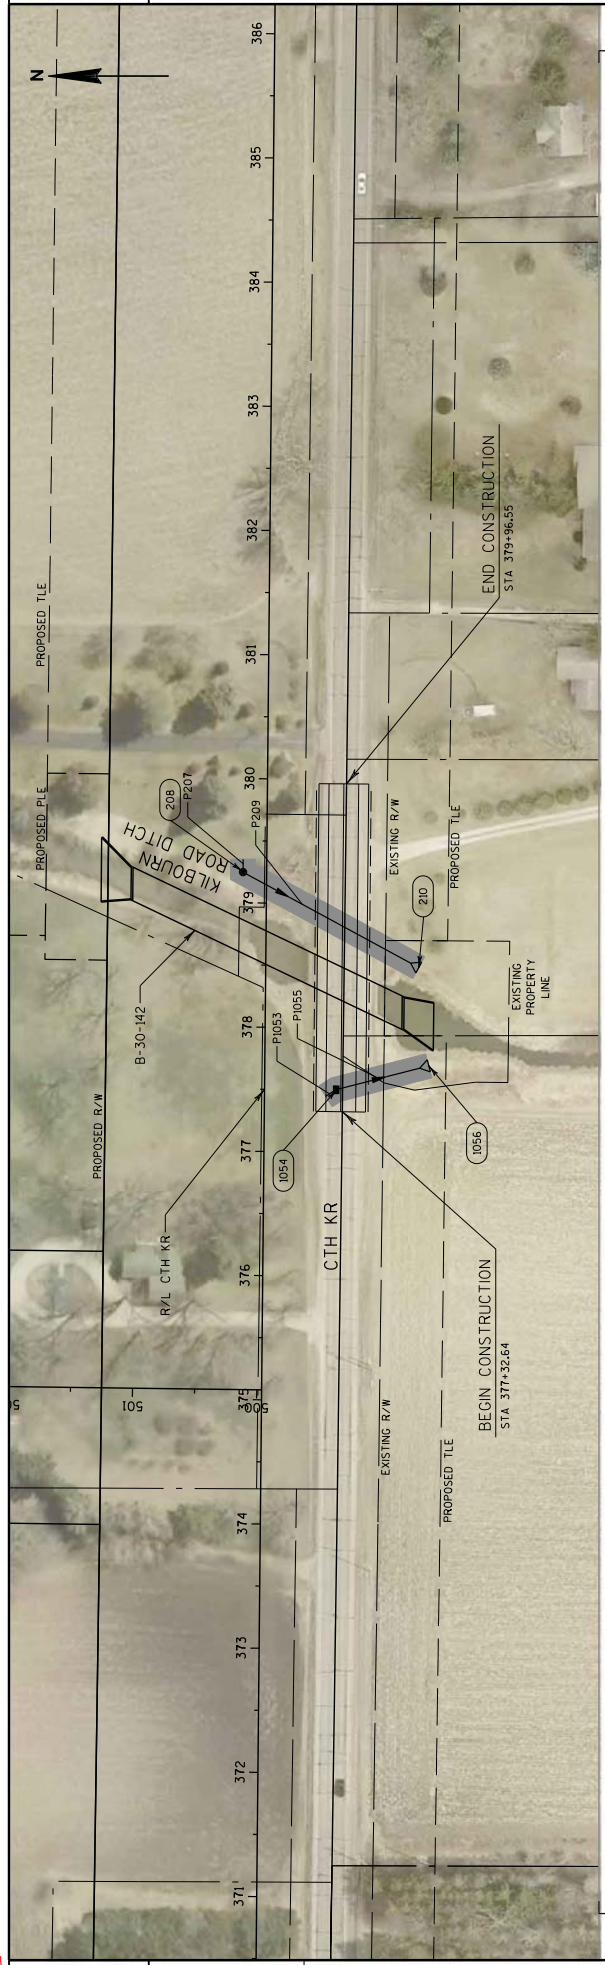 N
386
385
384
383
382
381
380
379
378
377
376
375
374
373
372
371
501
500
PROPOSED TLE
PROPOSED PLE
PROPOSED R/W
KILBOURN
ROAD DITCH
208
P207
P209
B-30-142
P1053
P1055
1054
1056
210
R/L CTH KR
CTH KR
END CONSTRUCTION
STA 379+96.55
EXISTING R/W
PROPOSED TLE
EXISTING
PROPERTY
LINE
BEGIN CONSTRUCTION
STA 377+32.64
EXISTING R/W
PROPOSED TLE